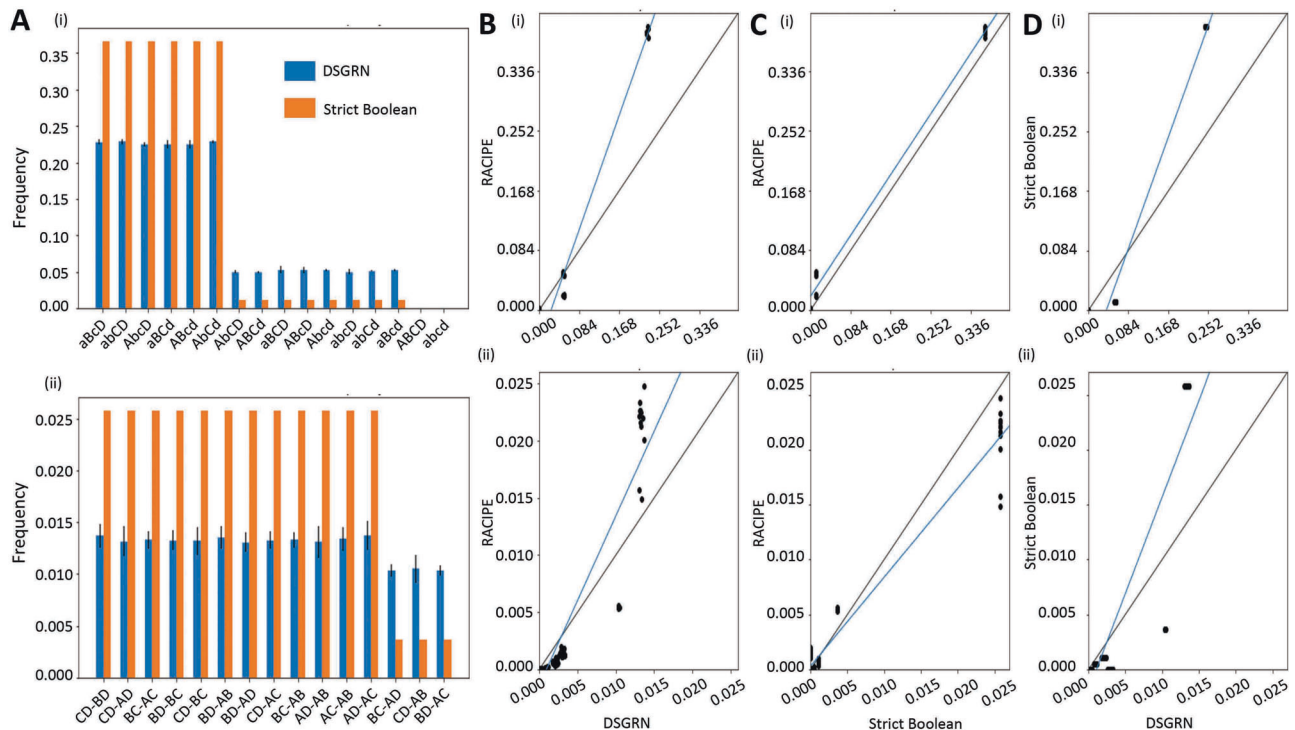 A
(i)
Frequency
0.35
0.30
0.25
0.20
0.15
0.10
0.05
0.00
DSGRN
Strict Boolean
aBcD
abCD
AbcD
aBCd
ABcd
AbCd
AbCD
ABcd
aBCD
ABcD
Abcd
abcD
abCd
aBcd
ABCD
abcd
B
(i)
RACIPE
0.336
0.252
0.168
0.084
0.000
0.000
0.084
0.168
0.252
0.336
C
(i)
RACIPE
0.336
0.252
0.168
0.084
0.000
0.000
0.084
0.168
0.252
0.336
D
(i)
Strict Boolean
0.336
0.252
0.168
0.084
0.000
0.000
0.084
0.168
0.252
0.336
(ii)
Frequency
0.025
0.020
0.015
0.010
0.005
0.000
CD-BD
CD-AD
BC-AC
BD-BC
CD-BC
BD-AB
BD-AD
CD-AC
BC-AB
AD-AB
AC-AB
AD-AC
BC-AD
CD-AB
BD-AC
(ii)
RACIPE
0.025
0.020
0.015
0.010
0.005
0.000
0.000
0.005
0.010
0.015
0.025
DSGRN
(ii)
RACIPE
0.025
0.020
0.015
0.010
0.005
0.000
0.000
0.005
0.010
0.015
0.025
Strict Boolean
(ii)
Strict Boolean
0.025
0.020
0.015
0.010
0.005
0.000
0.000
0.005
0.010
0.015
0.025
DSGRN